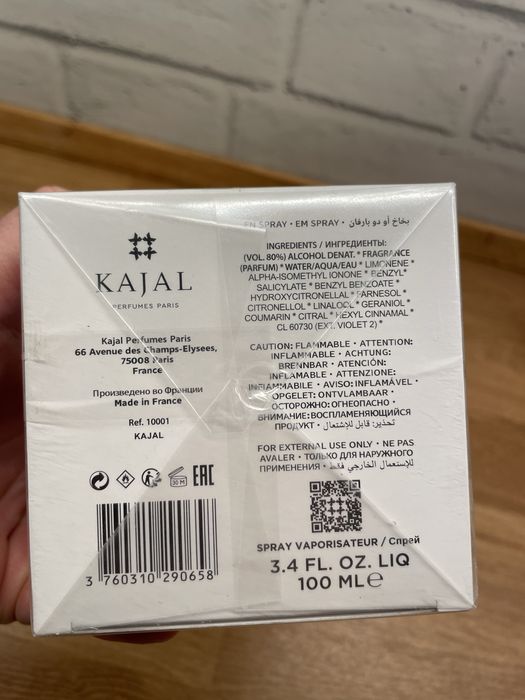 KAJAL
PERFUMES PARIS
Kajal Perfumes Paris
66 Avenue des Champs-Elysees,
75008 Paris
France
Произведено во Франции
Made in France
Ref. 10001
KAJAL
30 M
EAC
3 760310 290658
EN SPRAY • EM SPRAY • بخاخ أو دو بارفان
INGREDIENTS / ИНГРЕДИЕНТЫ:
(VOL. 80%) ALCOHOL DENAT. * FRAGRANCE
(PARFUM) * WATER/AQUA/EAU * LIMONENE *
ALPHA-ISOMETHYL IONONE * BENZYL*
SALICYLATE * BENZYL BENZOATE *
HYDROXYCITRONELLAL * FARNESOL *
CITRONELLOL * LINALOOL * GERANIOL *
COUMARIN * CITRAL * HEXYL CINNAMAL *
CL 60730 (EXT. VIOLET 2) *
CAUTION: FLAMMABLE • ATTENTION:
INFLAMMABLE • ACHTUNG:
BRENNBAR • ATENCIÓN:
INFLAMABLE • ATTENZIONE:
INFIAMMABILE • AVISO: INFLAMÁVEL •
OPGELET: ONTVLAMBAAR •
ОСТОРОЖНО: ОГНЕОПАСНО •
ВНИМАНИЕ: ВОСПЛАМЕНЯЮЩИЙСЯ
ПРОДУКТ • تحذير: قابل للإشتعال
FOR EXTERNAL USE ONLY • NE PAS
AVALER • ТОЛЬКО ДЛЯ НАРУЖНОГО
ПРИМЕНЕНИЯ • للإستعمال الخارجي فقط
SPRAY VAPORISATEUR / Спрей
3.4 FL. OZ. LIQ
100 ML ℮